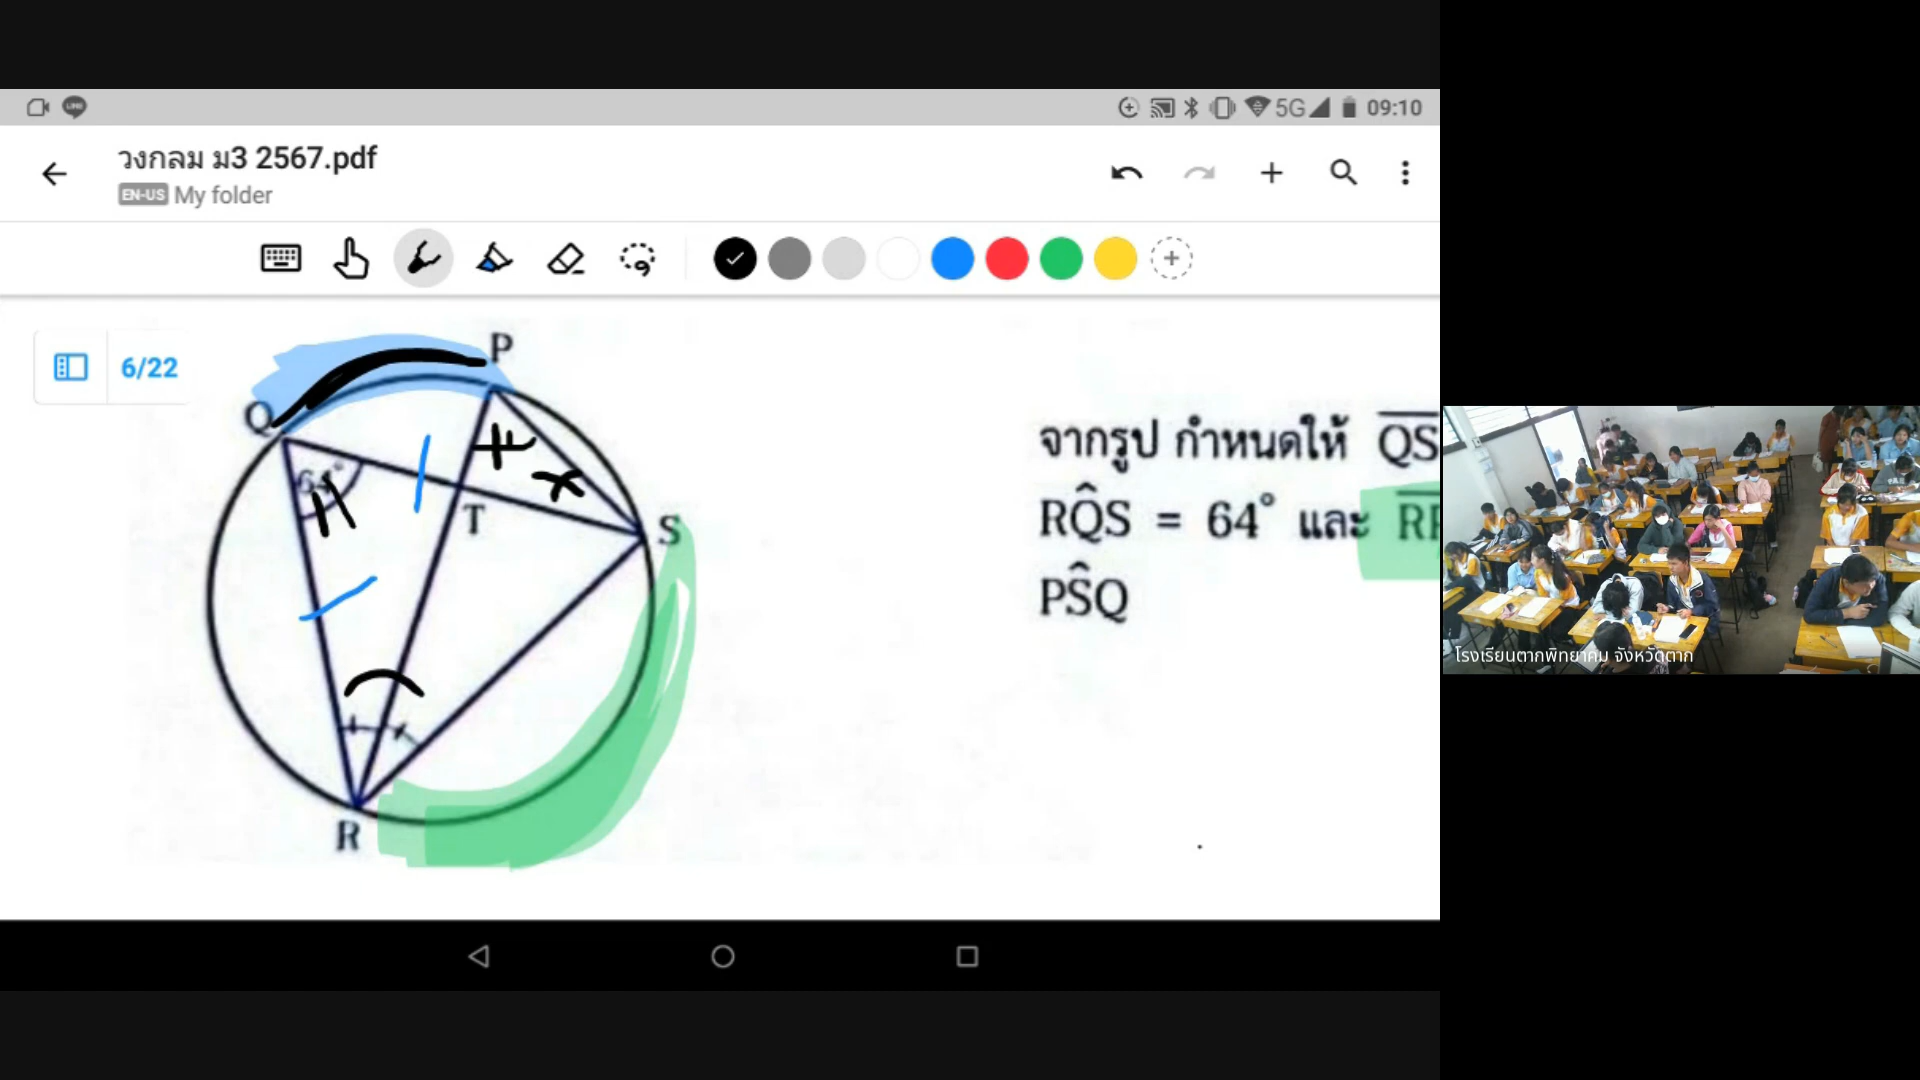 LINE
5G 09:10
วงกลม ม3 2567.pdf
EN-US My folder
6/22
P
Q
64°
T
S
R
จากรูป กำหนดให้ QS
RQ̂S = 64° และ
PŜQ
โรงเรียนตากพิทยาคม จังหวัดตาก